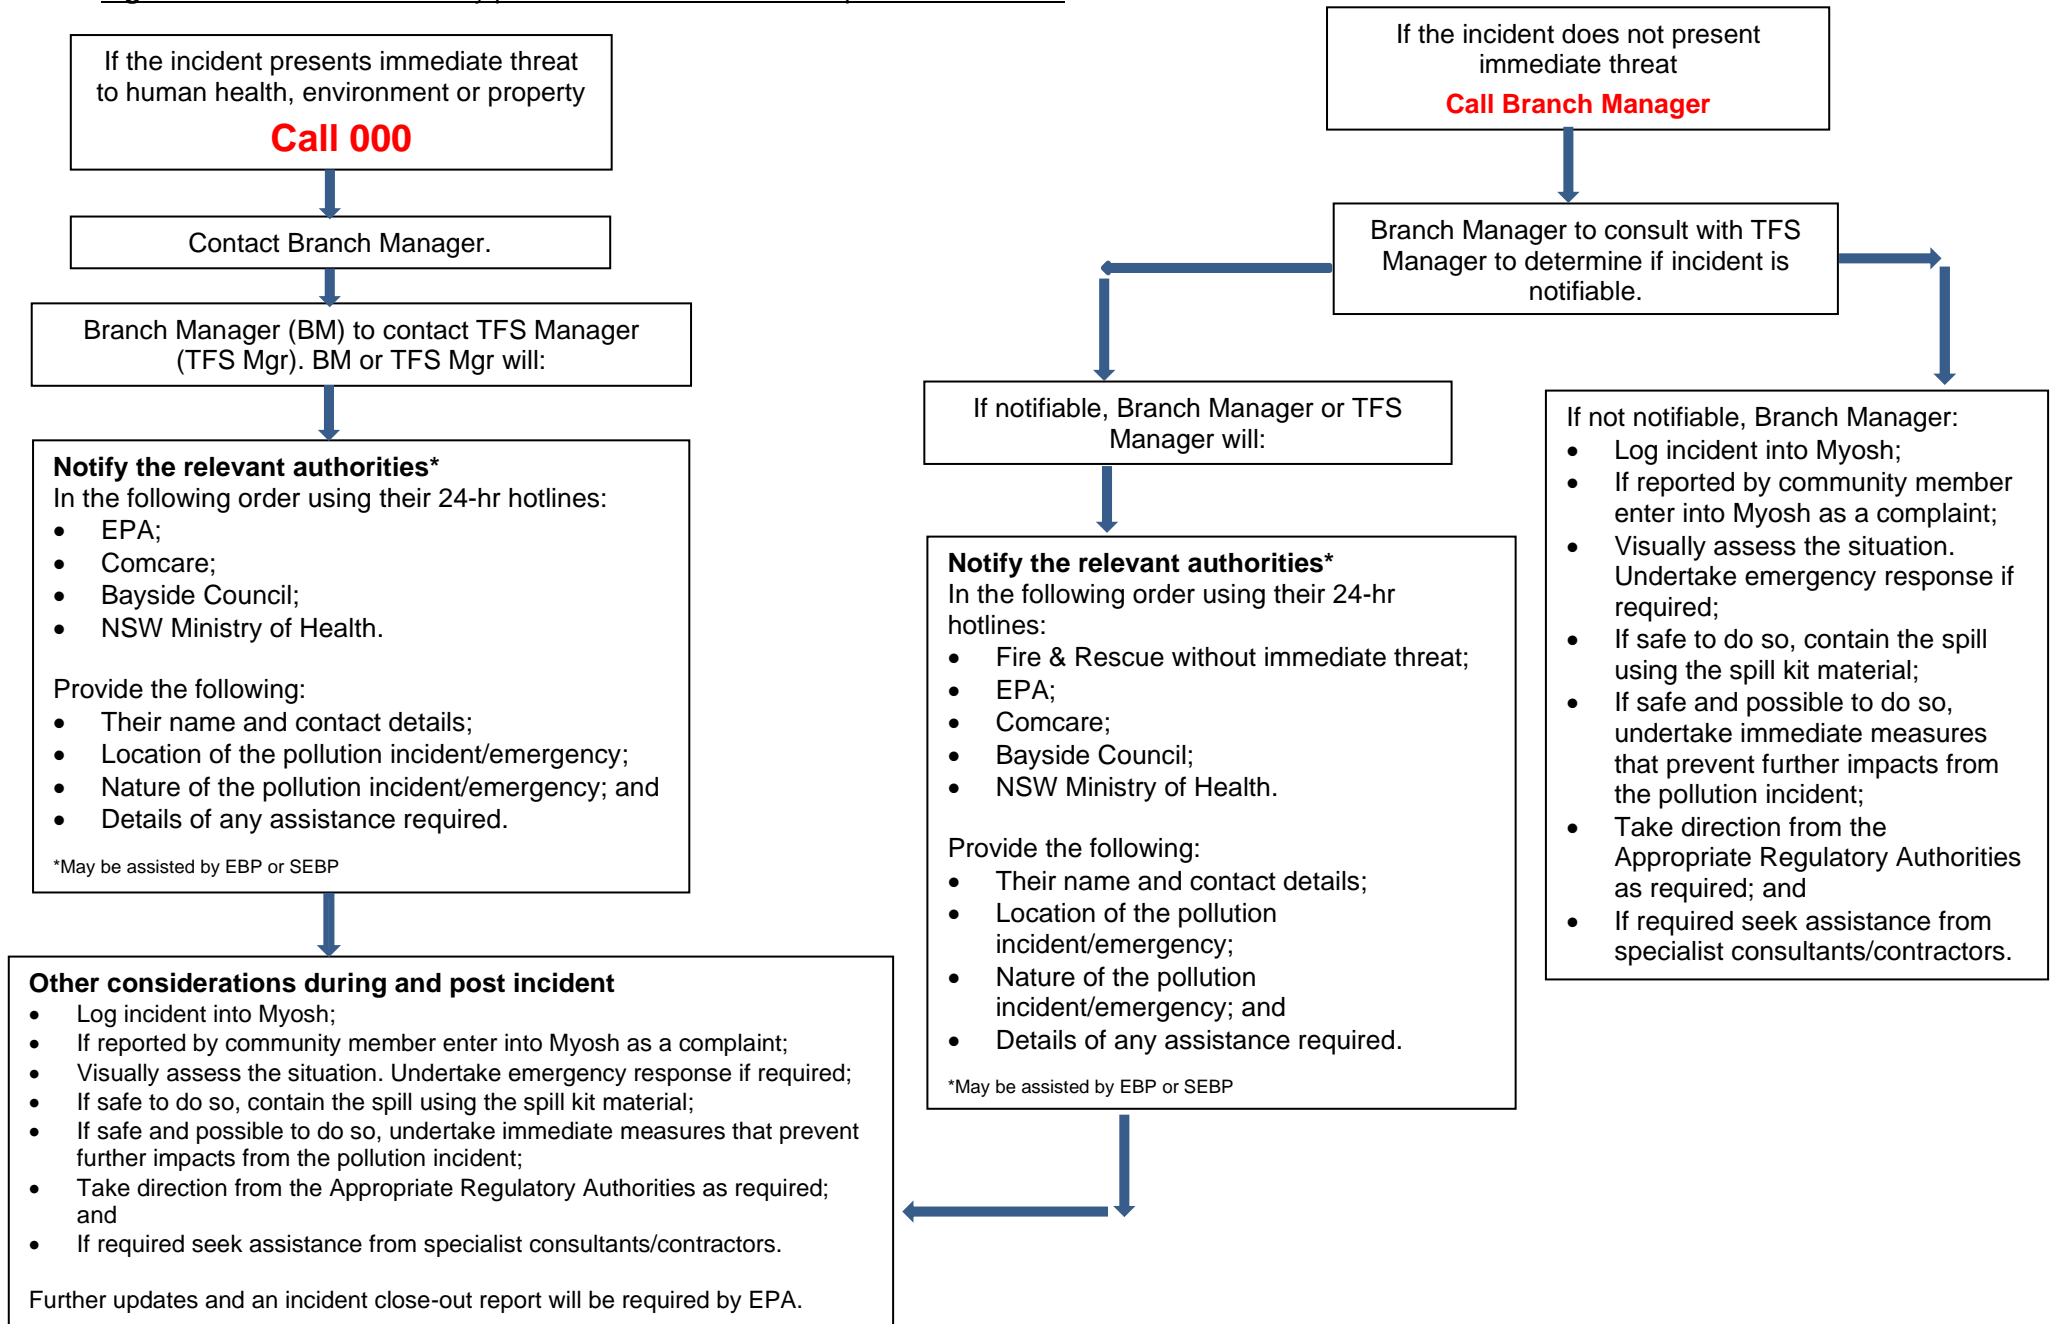 If the incident presents immediate threat
to human health, environment or property
Call 000
Contact Branch Manager.
Branch Manager (BM) to contact TFS Manager
(TFS Mgr). BM or TFS Mgr will:
Notify the relevant authorities*
In the following order using their 24-hr hotlines:
• EPA;
• Comcare;
• Bayside Council;
• NSW Ministry of Health.
Provide the following:
• Their name and contact details;
• Location of the pollution incident/emergency;
• Nature of the pollution incident/emergency; and
• Details of any assistance required.
*May be assisted by EBP or SEBP
Other considerations during and post incident
• Log incident into Myosh;
• If reported by community member enter into Myosh as a complaint;
• Visually assess the situation. Undertake emergency response if required;
• If safe to do so, contain the spill using the spill kit material;
• If safe and possible to do so, undertake immediate measures that prevent
further impacts from the pollution incident;
• Take direction from the Appropriate Regulatory Authorities as required;
and
• If required seek assistance from specialist consultants/contractors.
Further updates and an incident close-out report will be required by EPA.
If the incident does not present
immediate threat
Call Branch Manager
Branch Manager to consult with TFS
Manager to determine if incident is
notifiable.
If notifiable, Branch Manager or TFS
Manager will:
Notify the relevant authorities*
In the following order using their 24-hr
hotlines:
• Fire & Rescue without immediate threat;
• EPA;
• Comcare;
• Bayside Council;
• NSW Ministry of Health.
Provide the following:
• Their name and contact details;
• Location of the pollution
incident/emergency;
• Nature of the pollution
incident/emergency; and
• Details of any assistance required.
*May be assisted by EBP or SEBP
If not notifiable, Branch Manager:
• Log incident into Myosh;
• If reported by community member
enter into Myosh as a complaint;
• Visually assess the situation.
Undertake emergency response if
required;
• If safe to do so, contain the spill
using the spill kit material;
• If safe and possible to do so,
undertake immediate measures
that prevent further impacts from
the pollution incident;
• Take direction from the
Appropriate Regulatory Authorities
as required; and
• If required seek assistance from
specialist consultants/contractors.